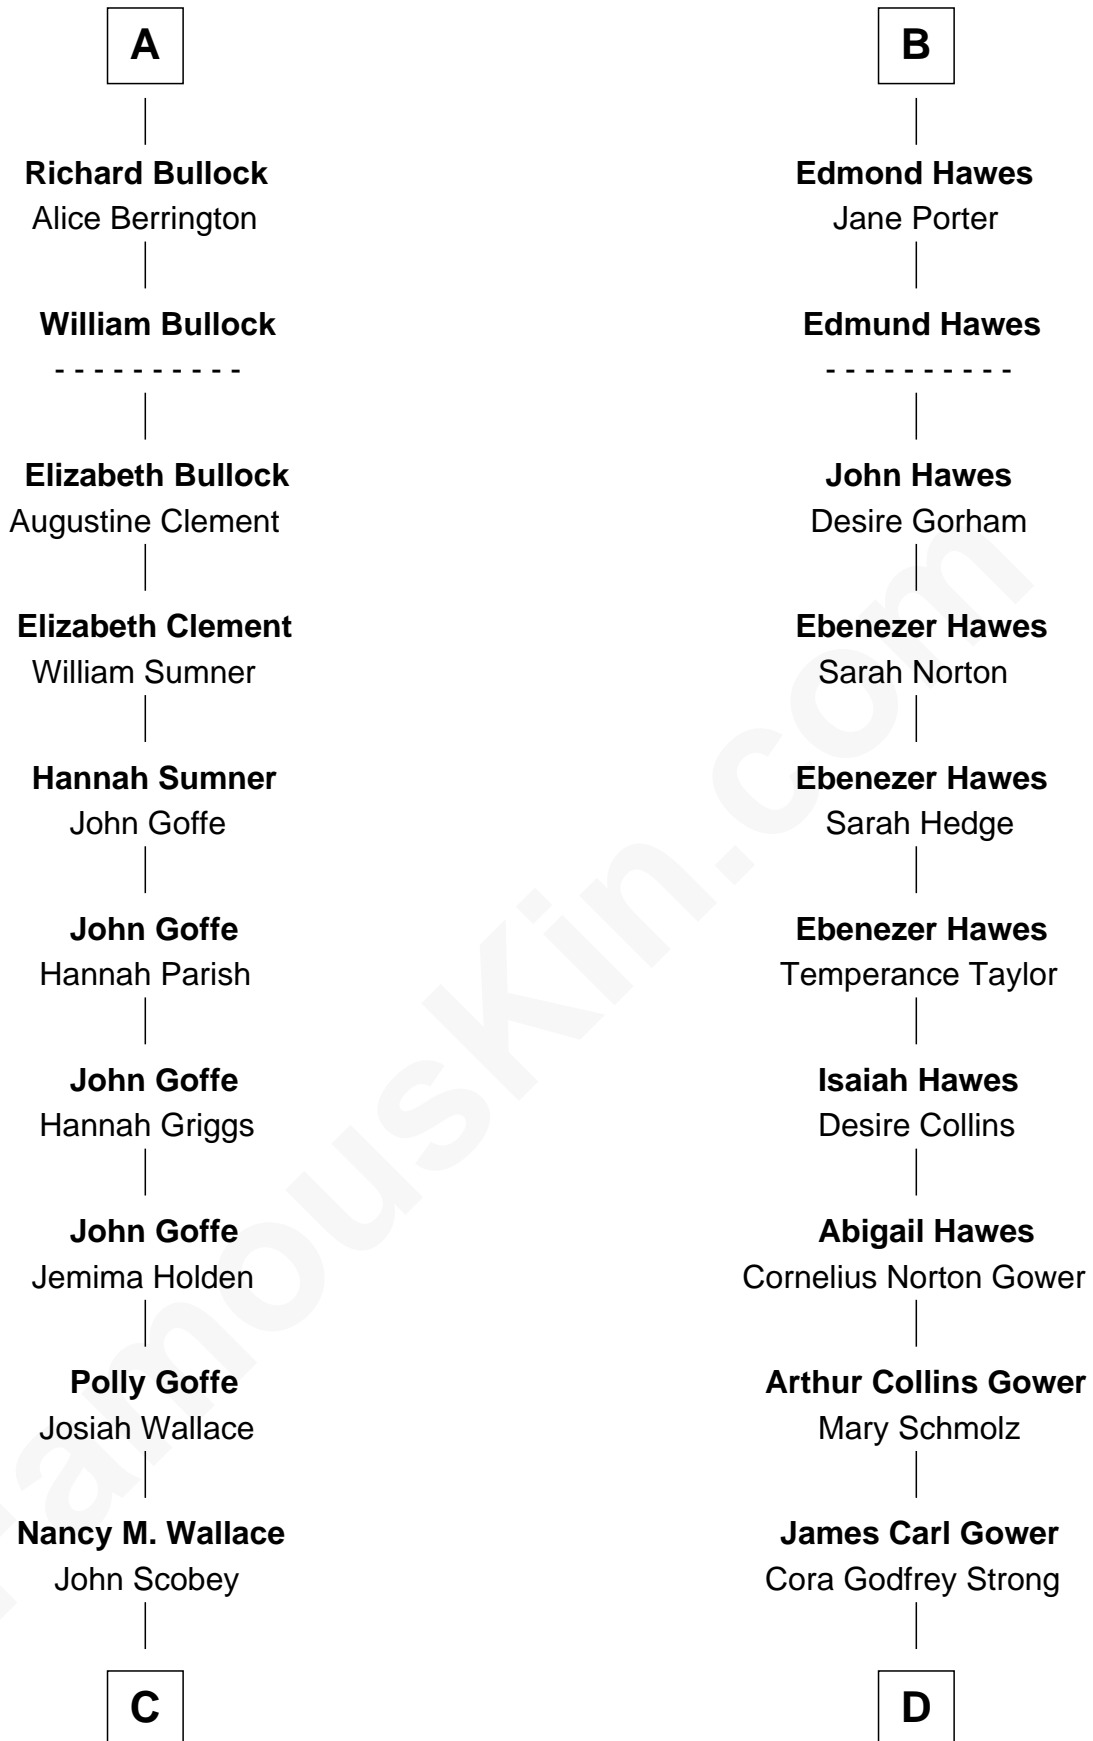 A
Richard Bullock
Alice Berrington
William Bullock
- - - - - - - - - -
Elizabeth Bullock
Augustine Clement
Elizabeth Clement
William Sumner
Hannah Sumner
John Goffe
John Goffe
Hannah Parish
John Goffe
Hannah Griggs
John Goffe
Jemima Holden
Polly Goffe
Josiah Wallace
Nancy M. Wallace
John Scobey
C
B
Edmond Hawes
Jane Porter
Edmund Hawes
- - - - - - - - - -
John Hawes
Desire Gorham
Ebenezer Hawes
Sarah Norton
Ebenezer Hawes
Sarah Hedge
Ebenezer Hawes
Temperance Taylor
Isaiah Hawes
Desire Collins
Abigail Hawes
Cornelius Norton Gower
Arthur Collins Gower
Mary Schmolz
James Carl Gower
Cora Godfrey Strong
D
FamousKin.com